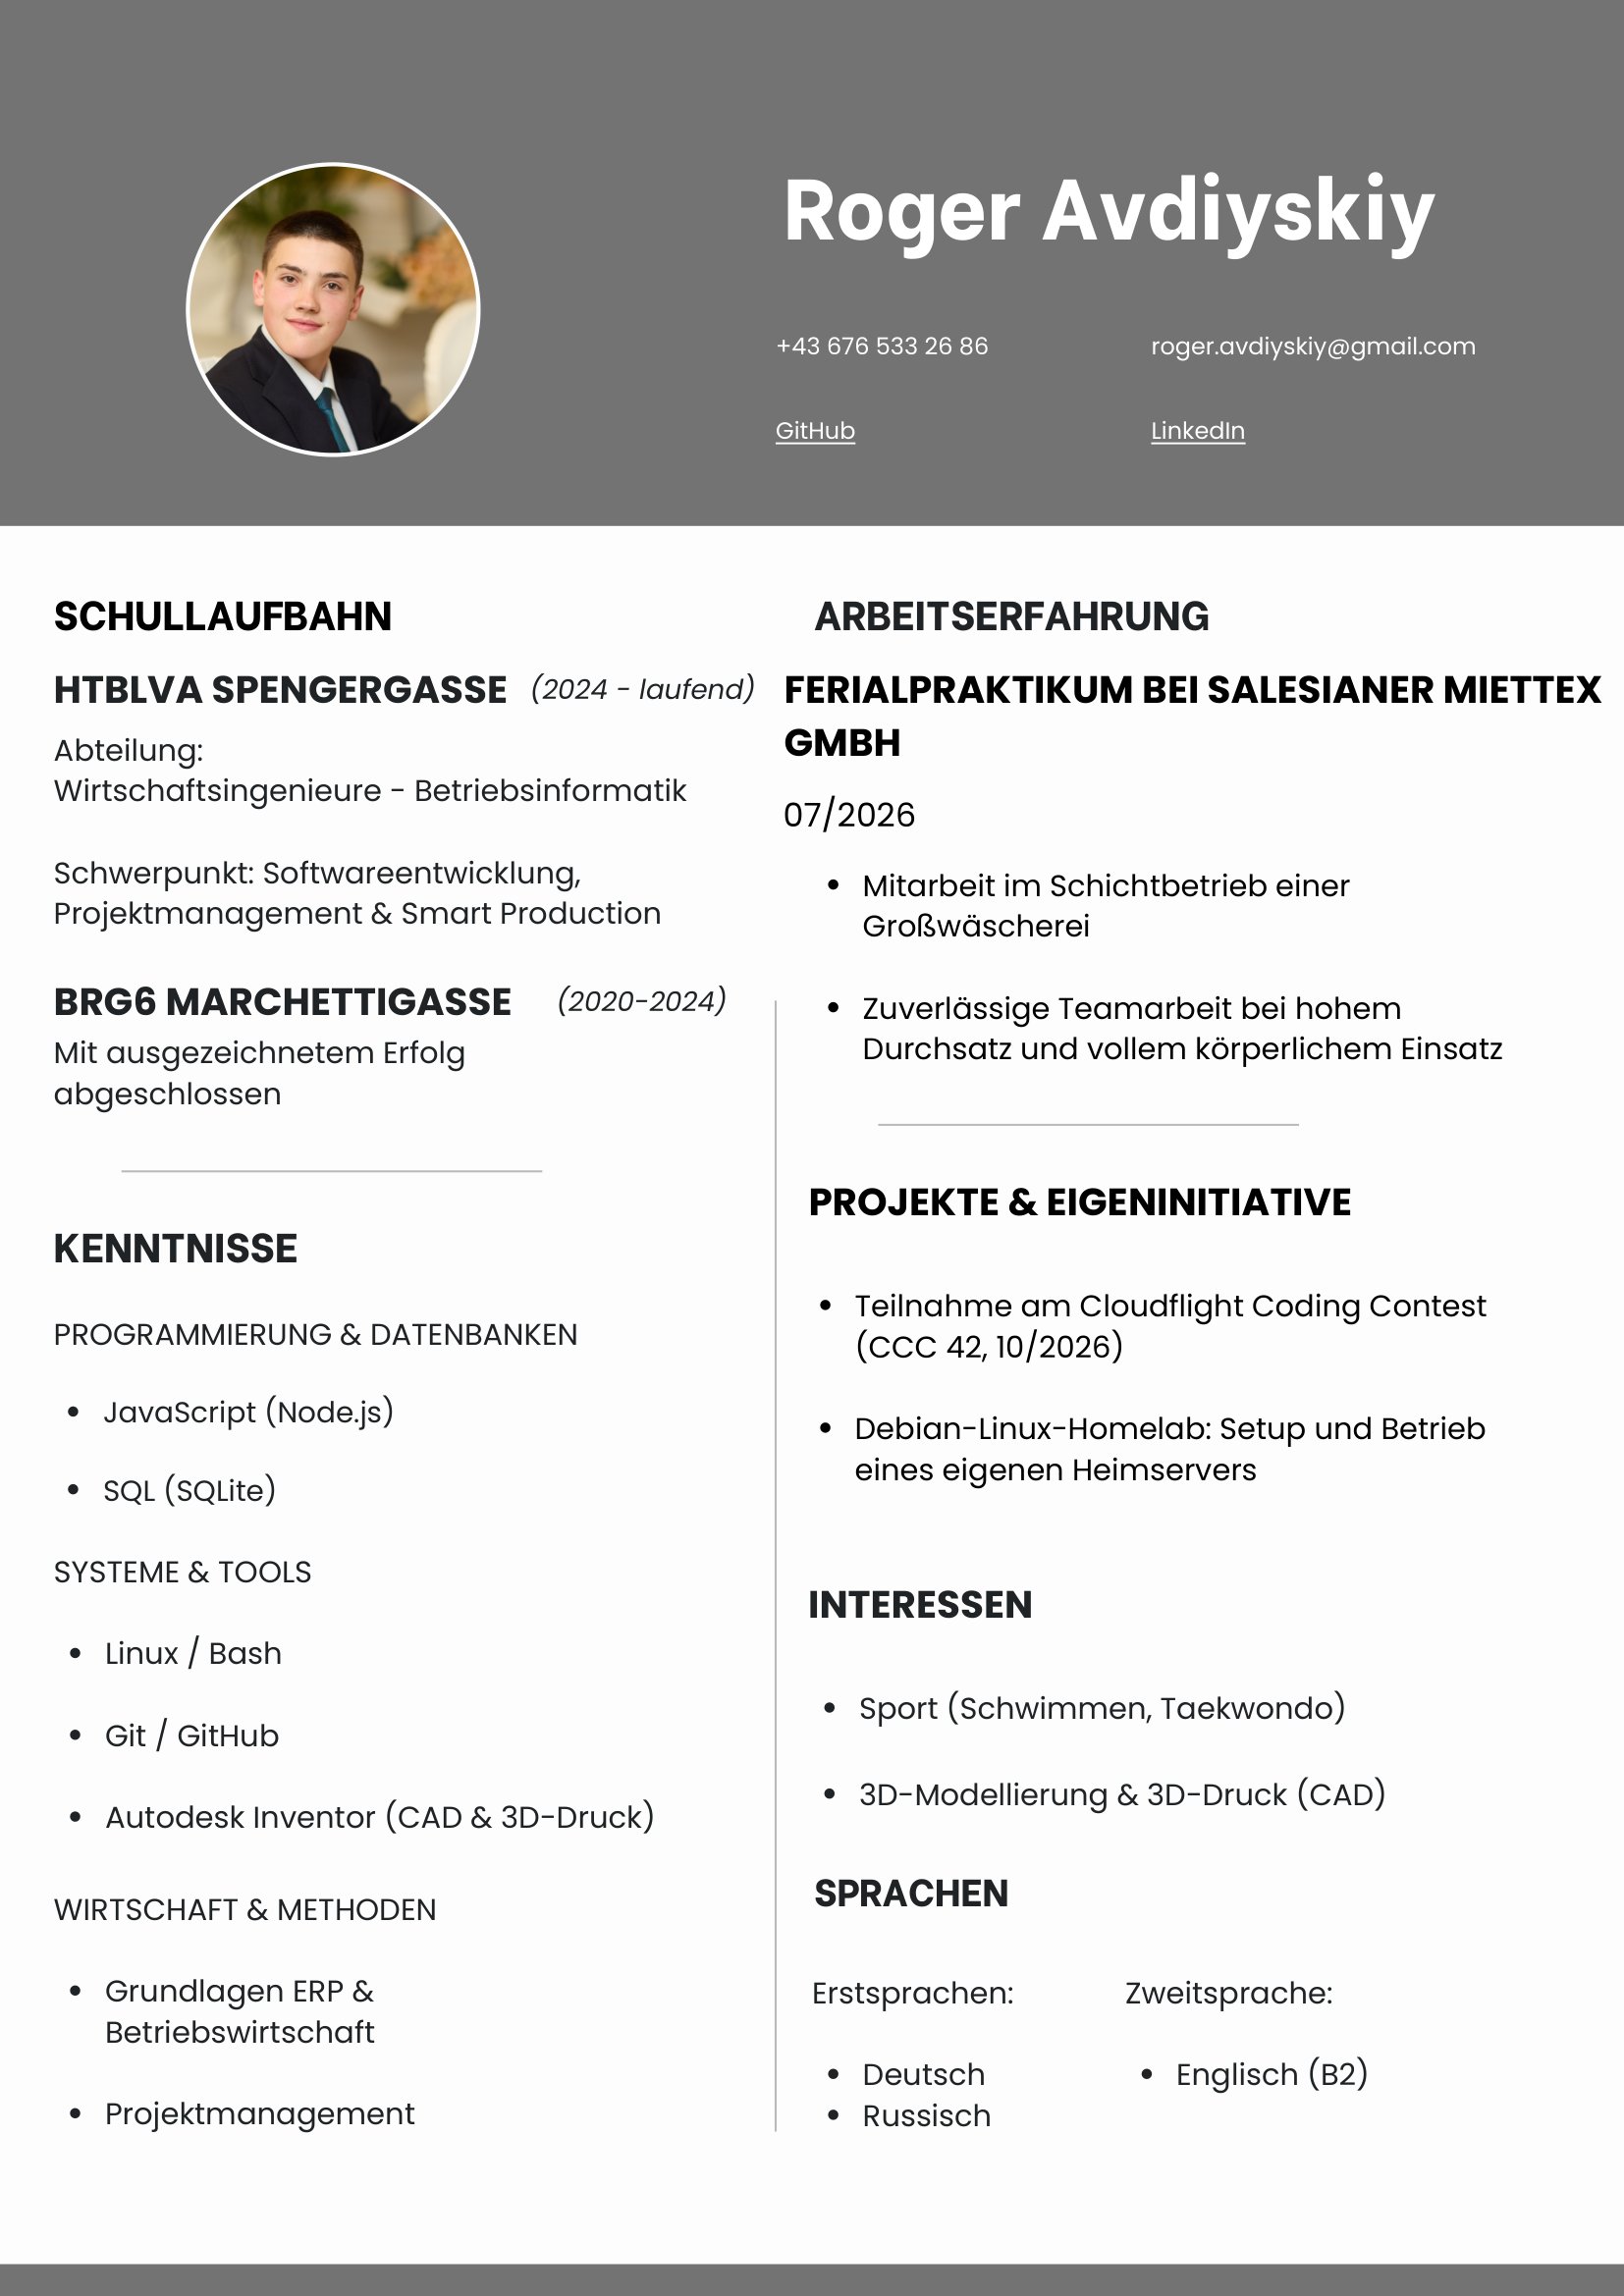 Roger Avdiyskiy
+43 676 533 26 86
roger.avdiyskiy@gmail.com
GitHub
LinkedIn
SCHULLAUFBAHN
HTBLVA SPENGERGASSE (2024 - laufend)
Abteilung:
Wirtschaftsingenieure - Betriebsinformatik
Schwerpunkt: Softwareentwicklung,
Projektmanagement & Smart Production
BRG6 MARCHETTIGASSE (2020-2024)
Mit ausgezeichnetem Erfolg
abgeschlossen
KENNTNISSE
PROGRAMMIERUNG & DATENBANKEN
• JavaScript (Node.js)
• SQL (SQLite)
SYSTEME & TOOLS
• Linux / Bash
• Git / GitHub
• Autodesk Inventor (CAD & 3D-Druck)
WIRTSCHAFT & METHODEN
• Grundlagen ERP &
Betriebswirtschaft
• Projektmanagement
ARBEITSERFAHRUNG
FERIALPRAKTIKUM BEI SALESIANER MIETTEX
GMBH
07/2026
• Mitarbeit im Schichtbetrieb einer
Großwäscherei
• Zuverlässige Teamarbeit bei hohem
Durchsatz und vollem körperlichem Einsatz
PROJEKTE & EIGENINITIATIVE
• Teilnahme am Cloudflight Coding Contest
(CCC 42, 10/2026)
• Debian-Linux-Homelab: Setup und Betrieb
eines eigenen Heimservers
INTERESSEN
• Sport (Schwimmen, Taekwondo)
• 3D-Modellierung & 3D-Druck (CAD)
SPRACHEN
Erstsprachen:
• Deutsch
• Russisch
Zweitsprache:
• Englisch (B2)